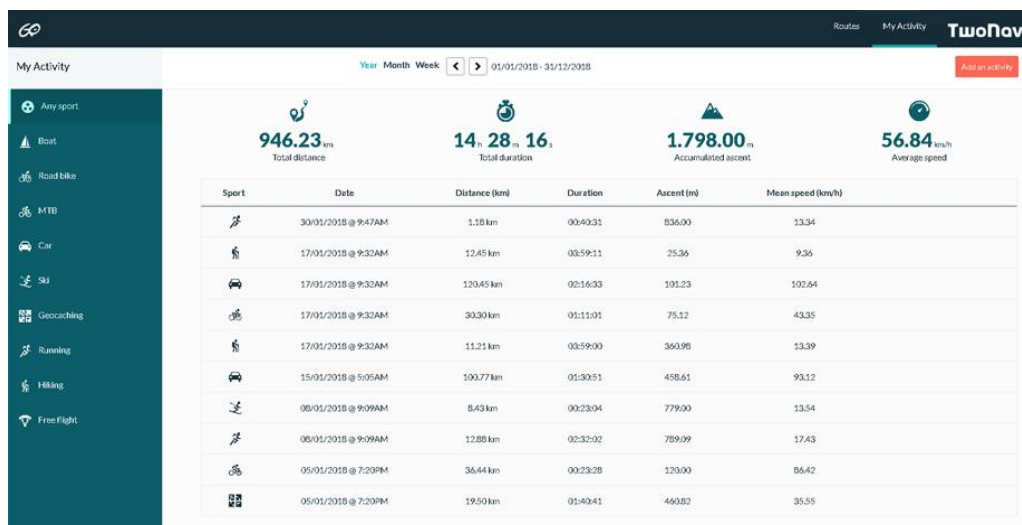 GO
Routes My Activity TwoNav
My Activity
Year Month Week 01/01/2018 - 31/12/2018
Add an activity
Any sport
Boat
Road bike
MTB
Car
Ski
Geocaching
Running
Hiking
Free flight
946.23 km
Total distance
14h 28m 16s
Total duration
1.798.00 m
Accumulated ascent
56.84 km/h
Average speed
Sport Date Distance (km) Duration Ascent (m) Mean speed (km/h)
30/01/2018 @ 9:47AM 1.18 km 00:40:31 836.00 13.34
17/01/2018 @ 9:32AM 12.45 km 03:59:11 25.36 9.36
17/01/2018 @ 9:32AM 120.45 km 02:16:33 101.23 102.64
17/01/2018 @ 9:32AM 30.30 km 01:11:01 75.12 43.35
17/01/2018 @ 9:32AM 11.21 km 03:59:00 360.98 13.39
15/01/2018 @ 5:05AM 100.77 km 01:30:51 458.61 93.12
08/01/2018 @ 9:09AM 8,43 km 00:23:04 779.00 13.54
08/01/2018 @ 9:09AM 12.88 km 02:32:02 789.09 17.43
05/01/2018 @ 7:20PM 36.44 km 00:23:28 120.00 86.42
05/01/2018 @ 7:20PM 19.50 km 01:40:41 460.82 35.55